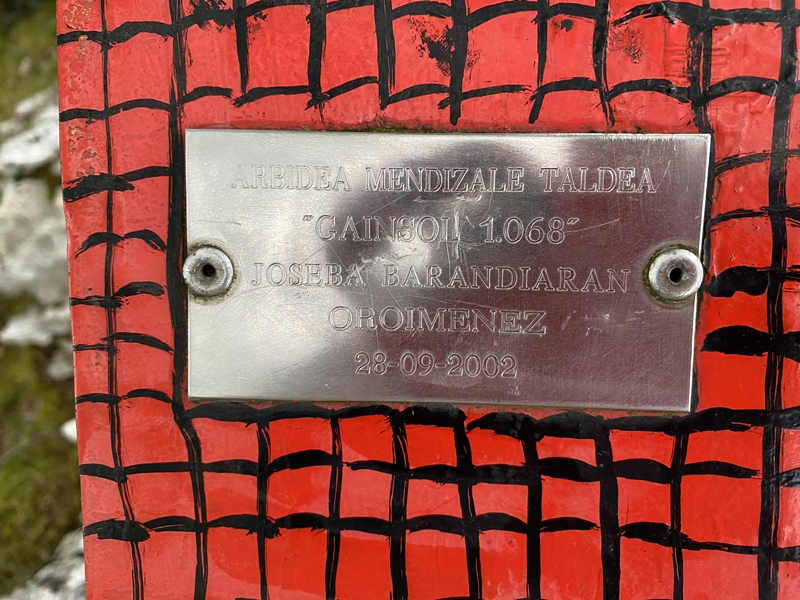 ARBIDEA MENDIZALE TALDEA
"GAINSOL 1.068"
JOSEBA BARANDIARAN
OROIMENEZ
28-09-2002